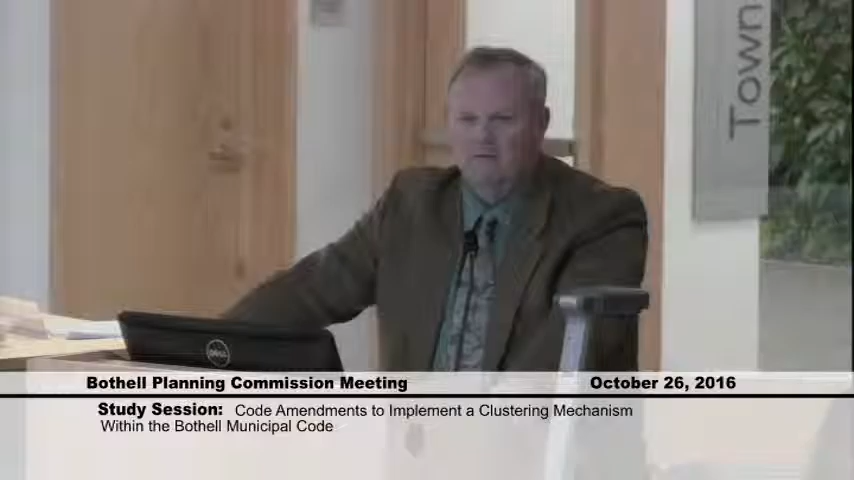 Town
DELL
Bothell Planning Commission Meeting
October 26, 2016
Study Session: Code Amendments to Implement a Clustering Mechanism
Within the Bothell Municipal Code